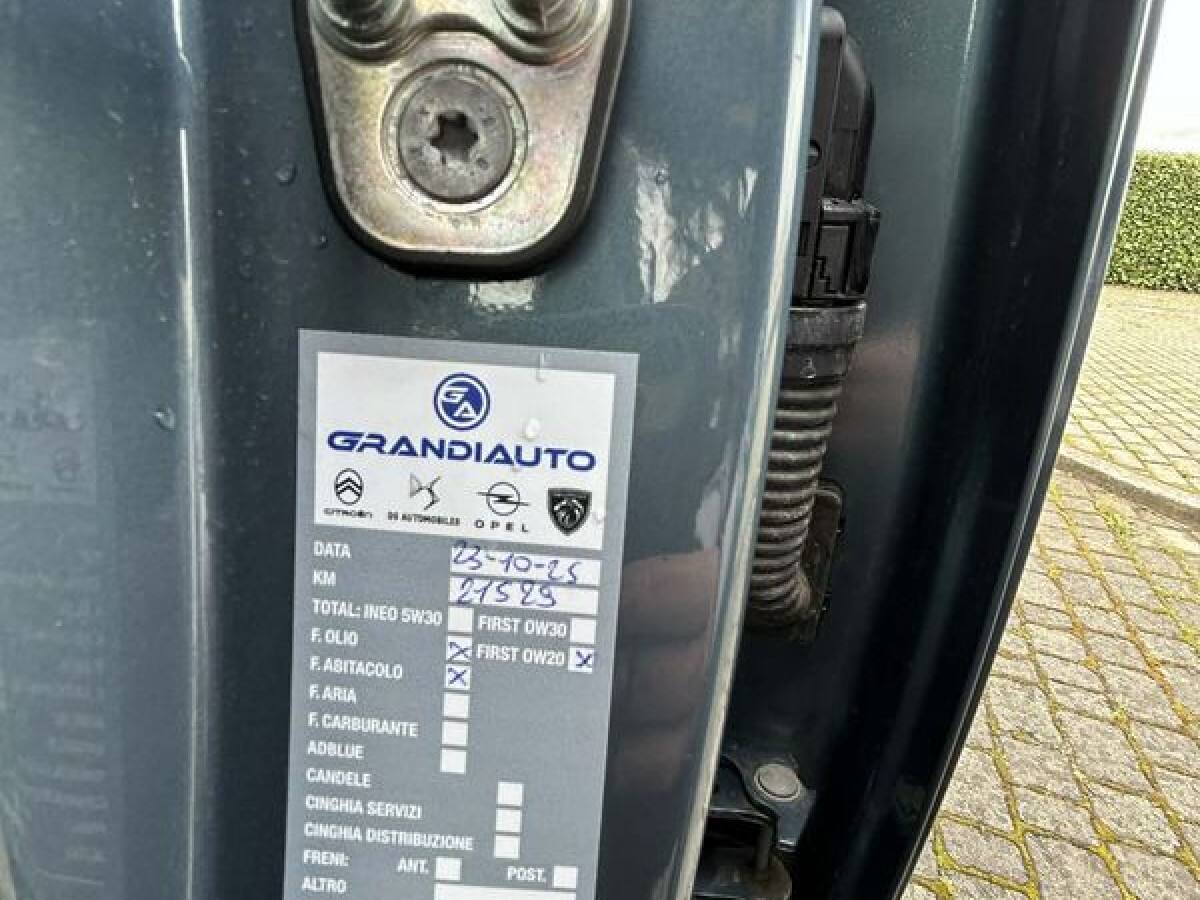 GA
GRANDIAUTO
CITROËN DS AUTOMOBILES OPEL
DATA 23-10-25
KM 21529
TOTAL: INEO 5W30 FIRST 0W30
F. OLIO X FIRST 0W20 X
F. ABITACOLO X
F. ARIA
F. CARBURANTE
ADBLUE
CANDELE
CINGHIA SERVIZI
CINGHIA DISTRIBUZIONE
FRENI: ANT. POST.
ALTRO